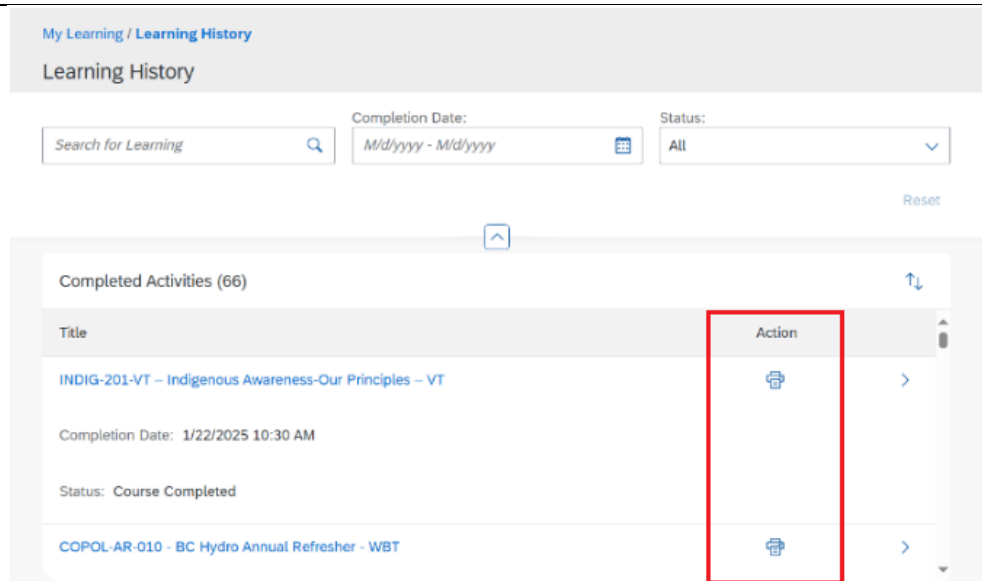 My Learning / Learning History
Learning History
Completion Date: Status:
Search for Learning M/d/yyyy - M/d/yyyy All
Reset
Completed Activities (66)
Title Action
INDIG-201-VT – Indigenous Awareness-Our Principles – VT
Completion Date: 1/22/2025 10:30 AM
Status: Course Completed
COPOL-AR-010 - BC Hydro Annual Refresher - WBT